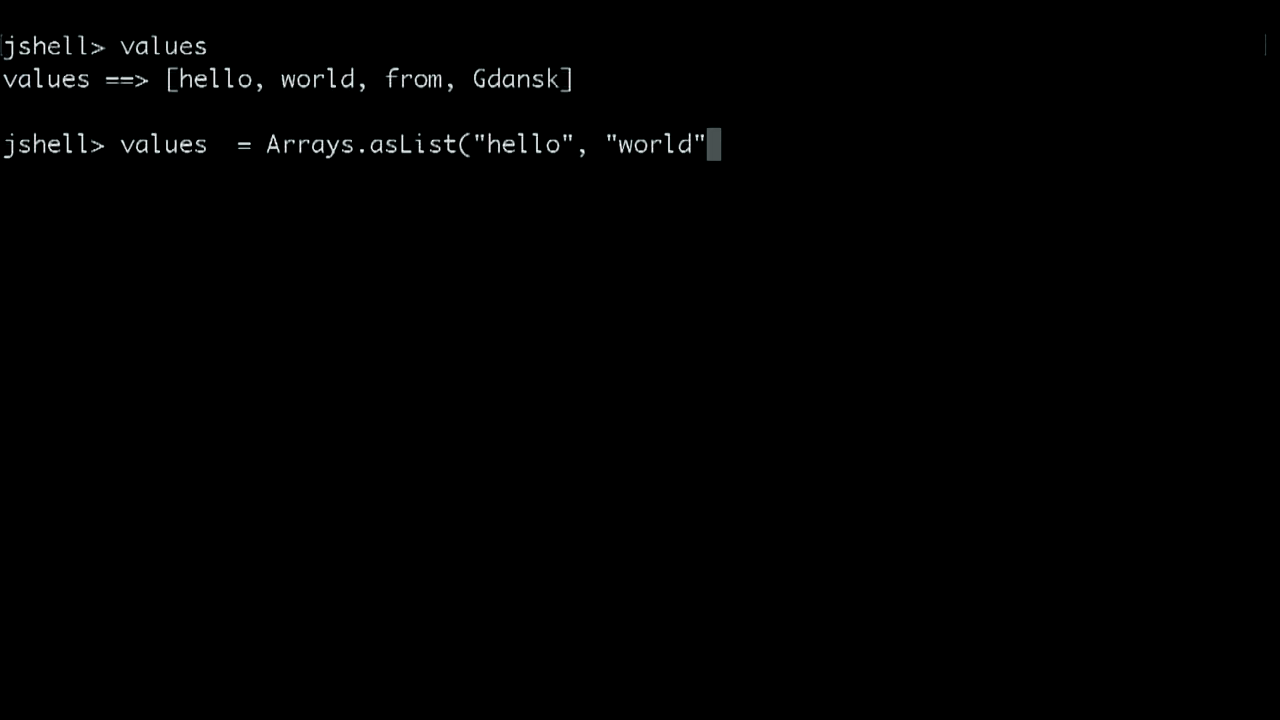 jshell> values
values ==> [hello, world, from, Gdansk]
jshell> values  = Arrays.asList("hello", "world"